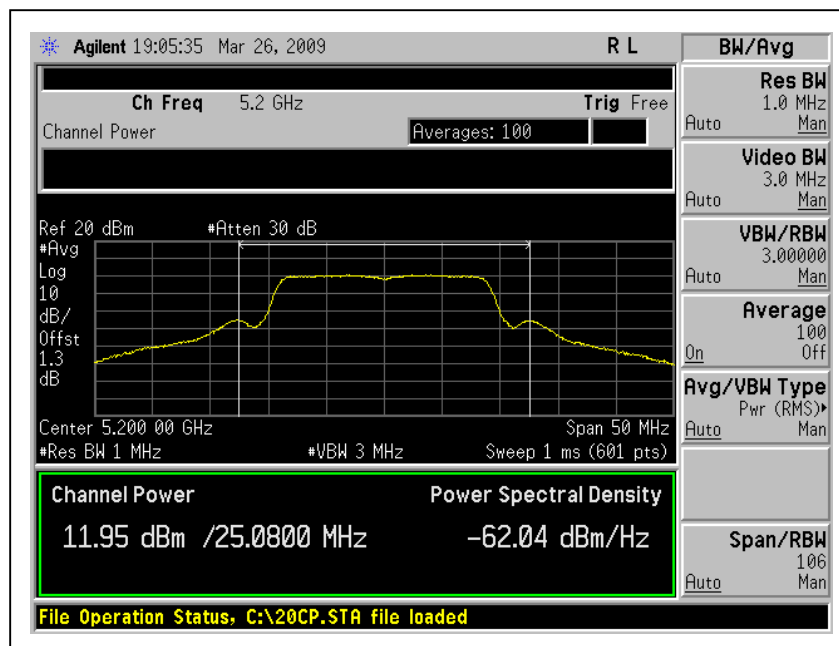 Agilent 19:05:35 Mar 26, 2009 R L
Ch Freq 5.2 GHz Trig Free
Channel Power Averages: 100
Ref 20 dBm #Atten 30 dB
#Avg
Log
10
dB/
Offst
1.3
dB
Center 5.200 00 GHz Span 50 MHz
#Res BW 1 MHz #VBW 3 MHz Sweep 1 ms (601 pts)
Channel Power Power Spectral Density
11.95 dBm /25.0800 MHz -62.04 dBm/Hz
File Operation Status, C:\20CP.STA file loaded
BW/Avg
Res BW
1.0 MHz
Auto Man
Video BW
3.0 MHz
Auto Man
VBW/RBW
3.00000
Auto Man
Average
100
On Off
Avg/VBW Type
Pwr (RMS)▸
Auto Man
Span/RBW
106
Auto Man